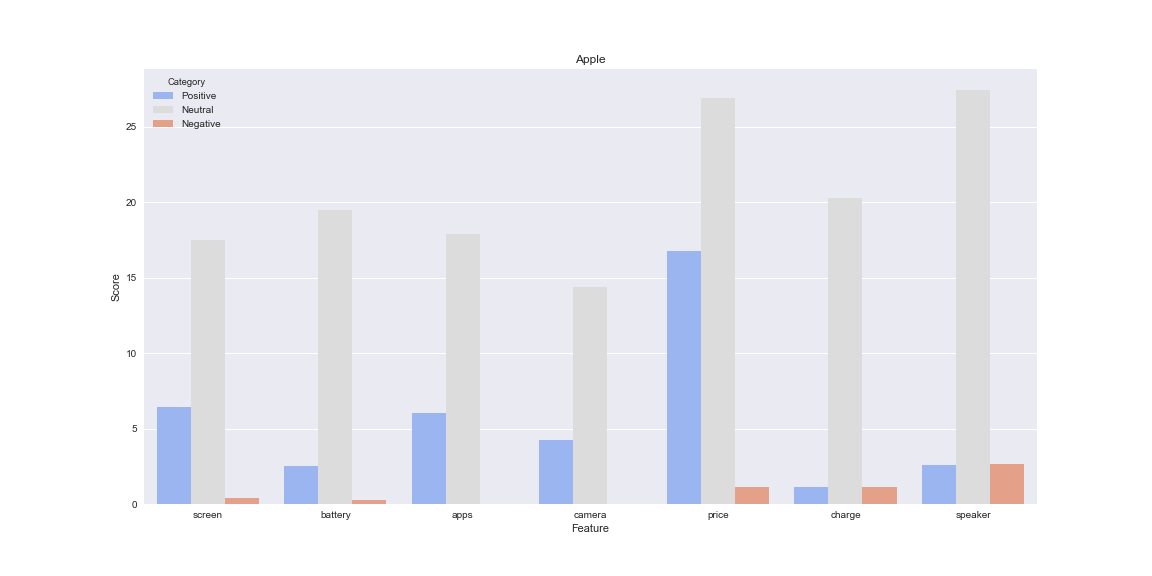 Apple
Category
Positive
Neutral
Negative
25
20
15
10
5
0
Score
screen battery apps camera price charge speaker
Feature